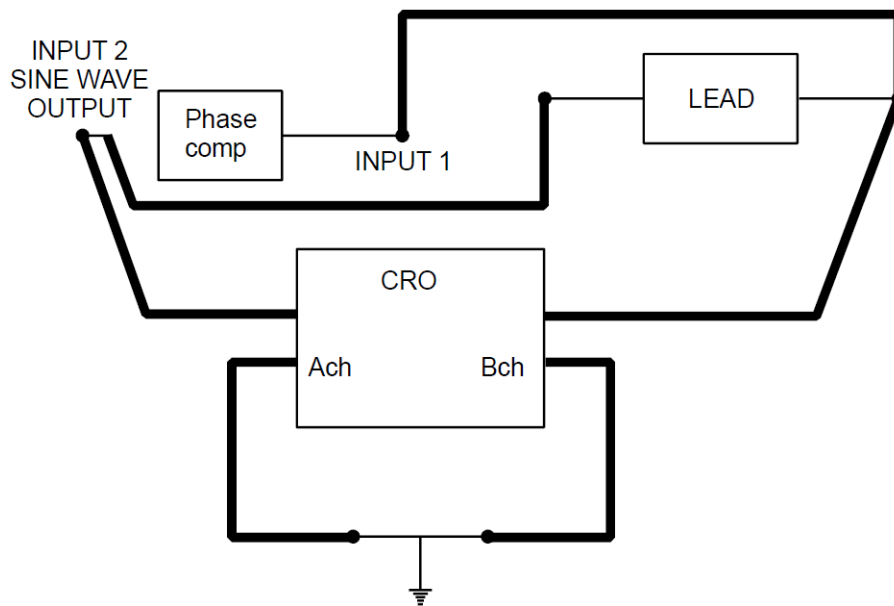 INPUT 2
SINE WAVE
OUTPUT
Phase
comp
INPUT 1
LEAD
CRO
Ach
Bch